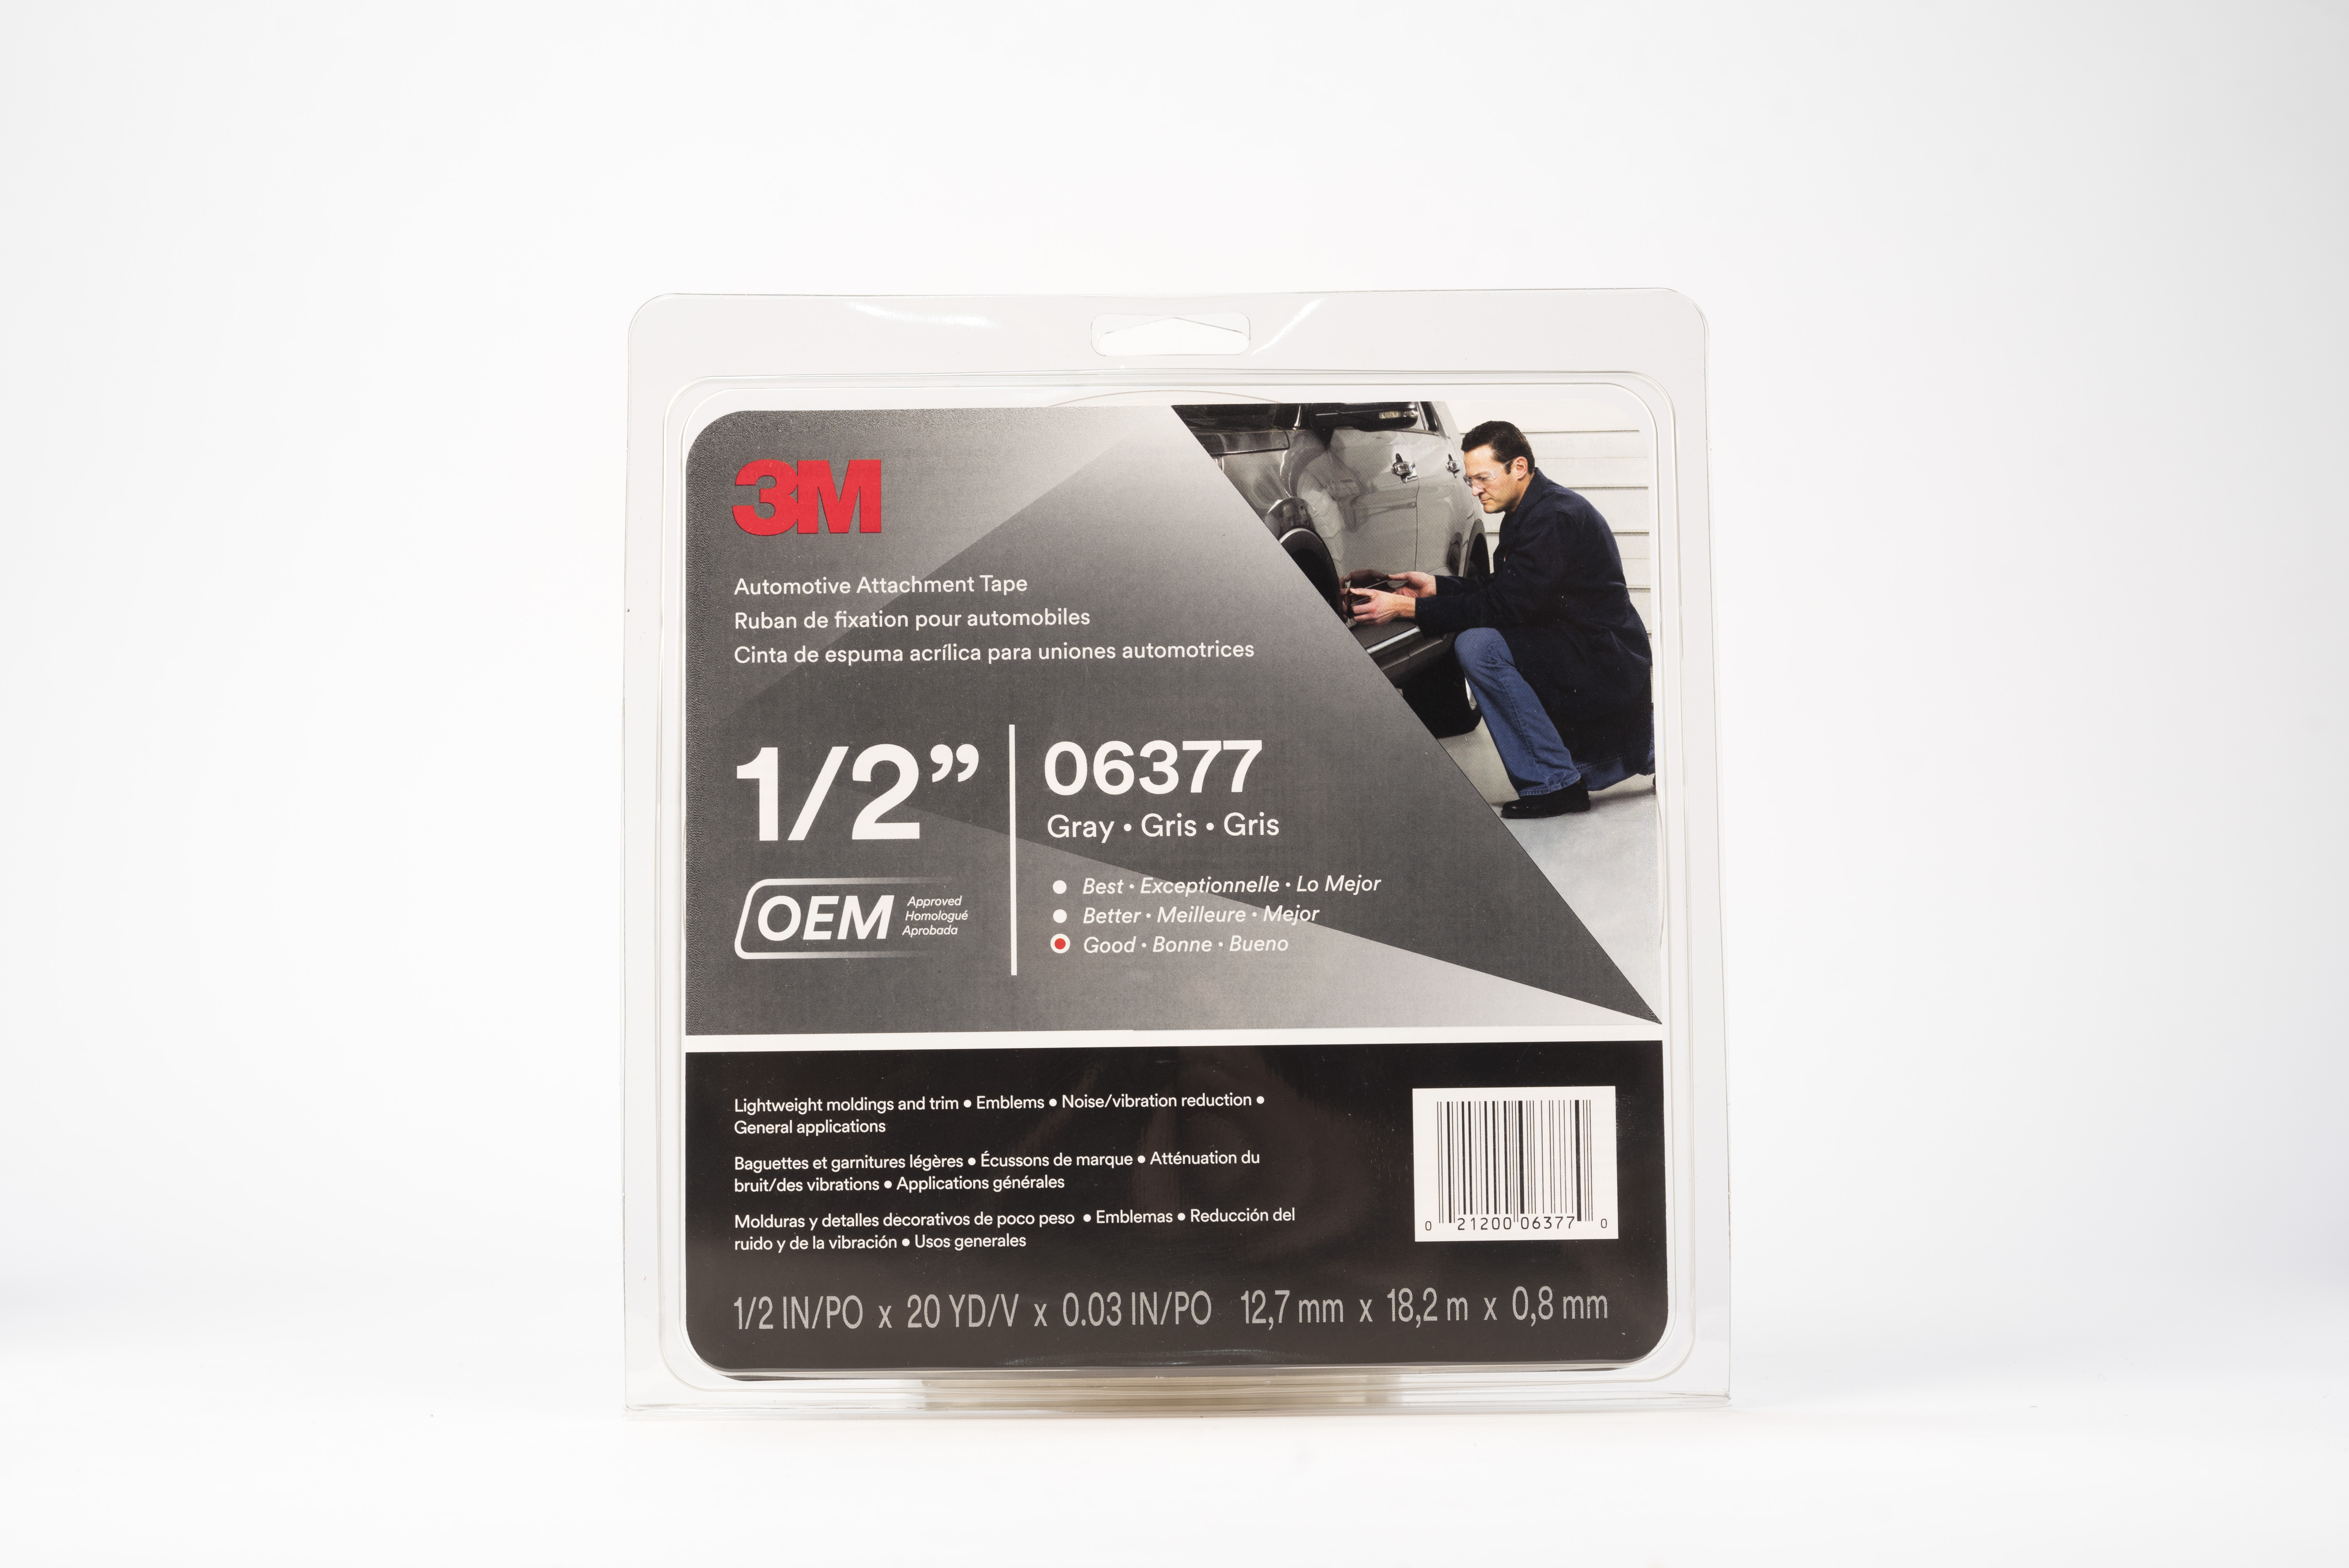 3M
Automotive Attachment Tape
Ruban de fixation pour automobiles
Cinta de espuma acrílica para uniones automotrices
1/2”
OEM
Approved
Homologué
Aprobada
06377
Gray • Gris • Gris
Best • Exceptionnelle • Lo Mejor
Better • Meilleure • Mejor
Good • Bonne • Bueno
Lightweight moldings and trim • Emblems • Noise/vibration reduction •
General applications
Baguettes et garnitures légères • Écussons de marque • Atténuation du
bruit/des vibrations • Applications générales
Molduras y detalles decorativos de poco peso • Emblemas • Reducción del
ruido y de la vibración • Usos generales
0 21200 06377 0
1/2 IN/PO x 20 YD/V x 0.03 IN/PO 12,7 mm x 18,2 m x 0,8 mm